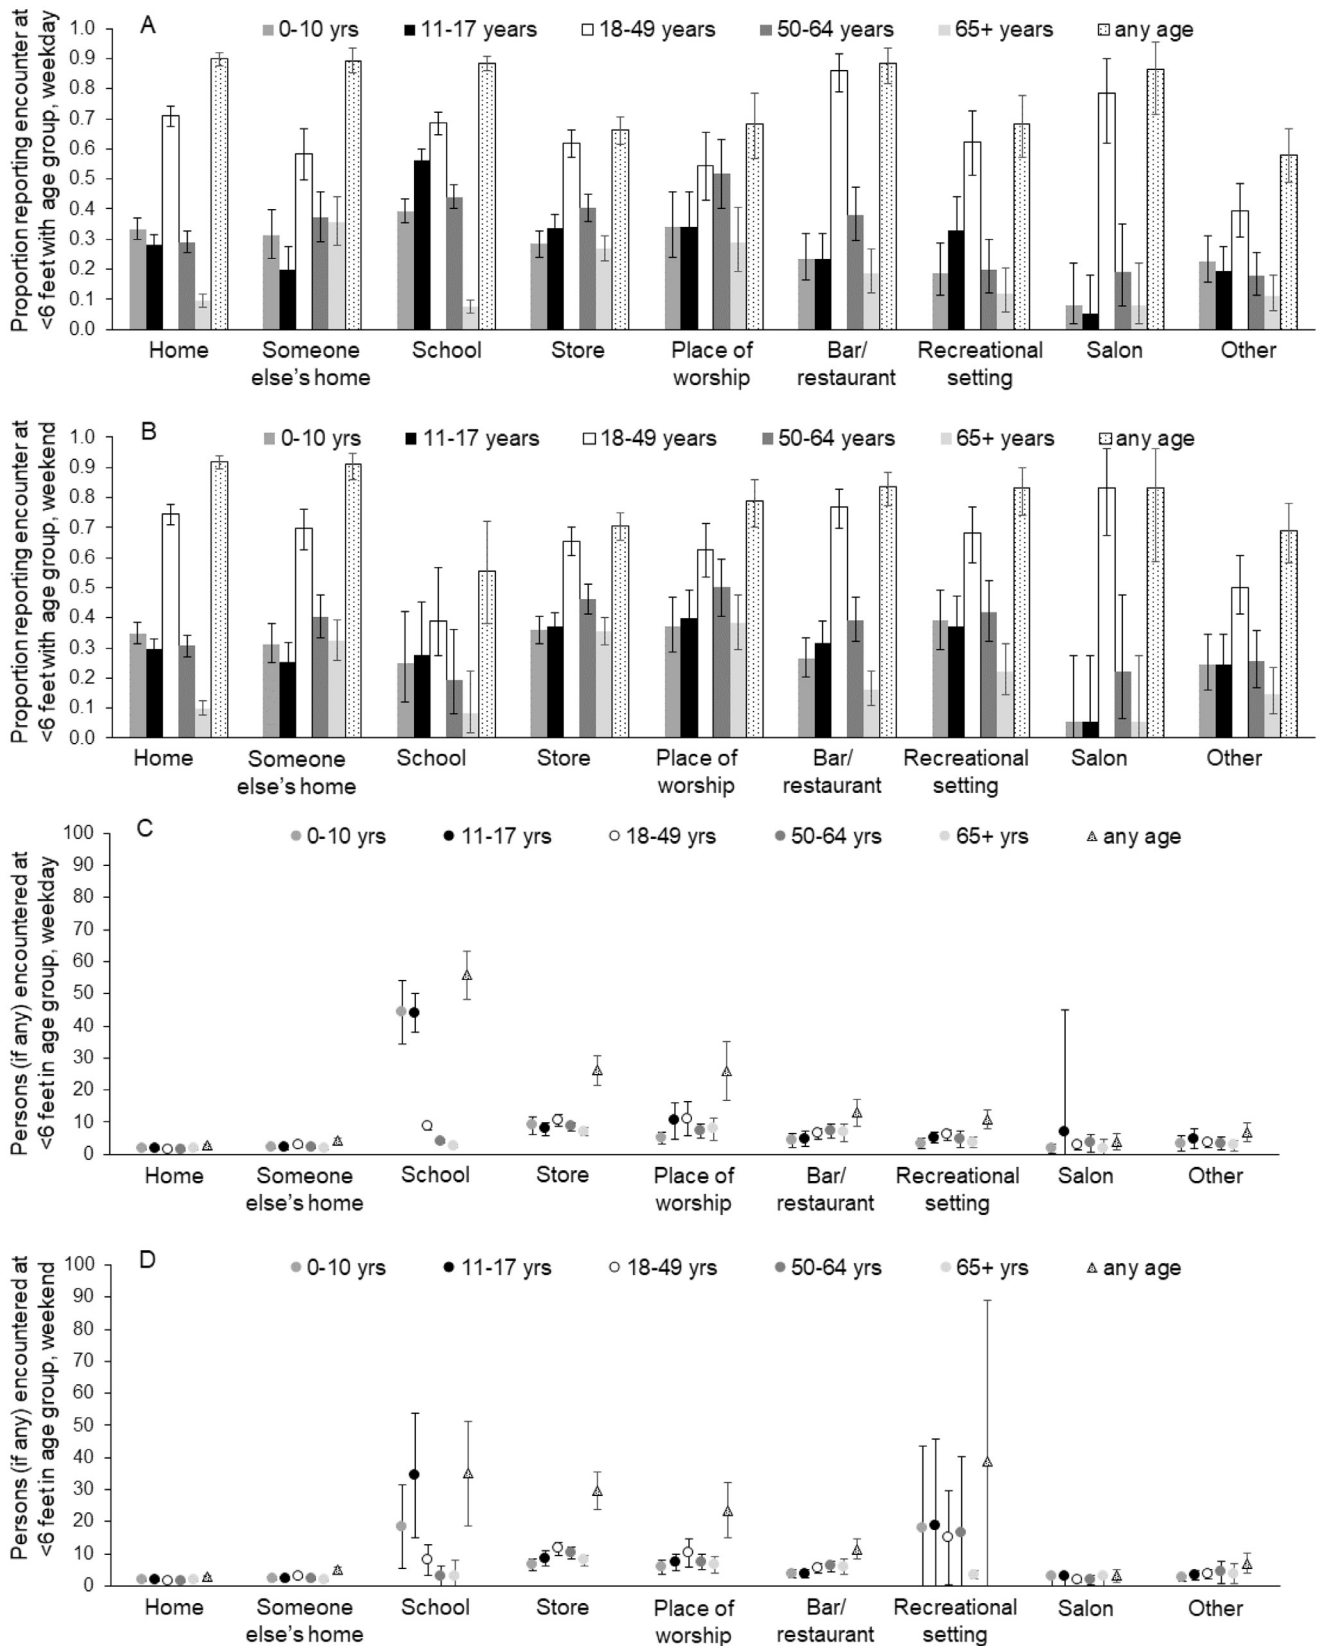 A
0-10 yrs 11-17 years 18-49 years 50-64 years 65+ years any age
Proportion reporting encounter at
<6 feet with age group, weekday
1.0
0.9
0.8
0.7
0.6
0.5
0.4
0.3
0.2
0.1
0.0
Home Someone School Store Place of Bar/ Recreational Salon Other
else's home worship restaurant setting
B
0-10 yrs 11-17 years 18-49 years 50-64 years 65+ years any age
Proportion reporting encounter at
<6 feet with age group, weekend
1.0
0.9
0.8
0.7
0.6
0.5
0.4
0.3
0.2
0.1
0.0
Home Someone School Store Place of Bar/ Recreational Salon Other
else's home worship restaurant setting
C
0-10 yrs 11-17 yrs 18-49 yrs 50-64 yrs 65+ yrs any age
Persons (if any) encountered at
<6 feet in age group, weekday
100
90
80
70
60
50
40
30
20
10
0
Home Someone School Store Place of Bar/ Recreational Salon Other
else's home worship restaurant setting
D
0-10 yrs 11-17 yrs 18-49 yrs 50-64 yrs 65+ yrs any age
Persons (if any) encountered at
<6 feet in age group, weekend
100
90
80
70
60
50
40
30
20
10
0
Home Someone School Store Place of Bar/ Recreational Salon Other
else's home worship restaurant setting